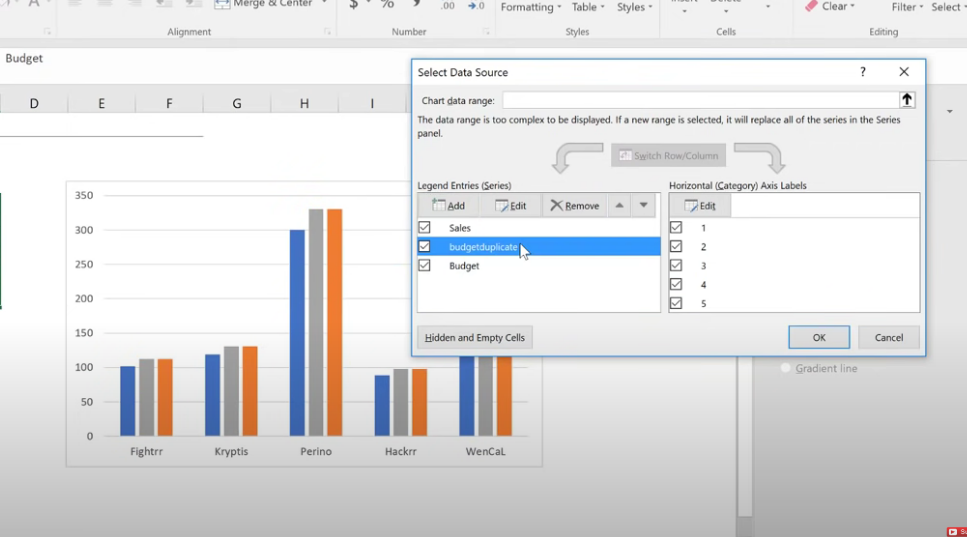 Merge & Center
$ % .00 →.0
Formatting Table Styles
Clear
Filter Select
Alignment
Number
Styles
Cells
Editing
Budget
D E F G H I
Select Data Source
?
Chart data range:
The data range is too complex to be displayed. If a new range is selected, it will replace all of the series in the Series
panel.
Switch Row/Column
Legend Entries (Series)
Add Edit Remove
Sales
budgetduplicate
Budget
Horizontal (Category) Axis Labels
Edit
1
2
3
4
5
Hidden and Empty Cells
OK
Cancel
Gradient line
350
300
250
200
150
100
50
0
Fightrr Kryptis Perino Hackrr WenCaL